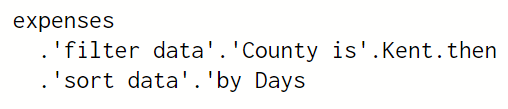 expenses
  .'filter data'.'County is'.Kent.then
  .'sort data'.'by Days